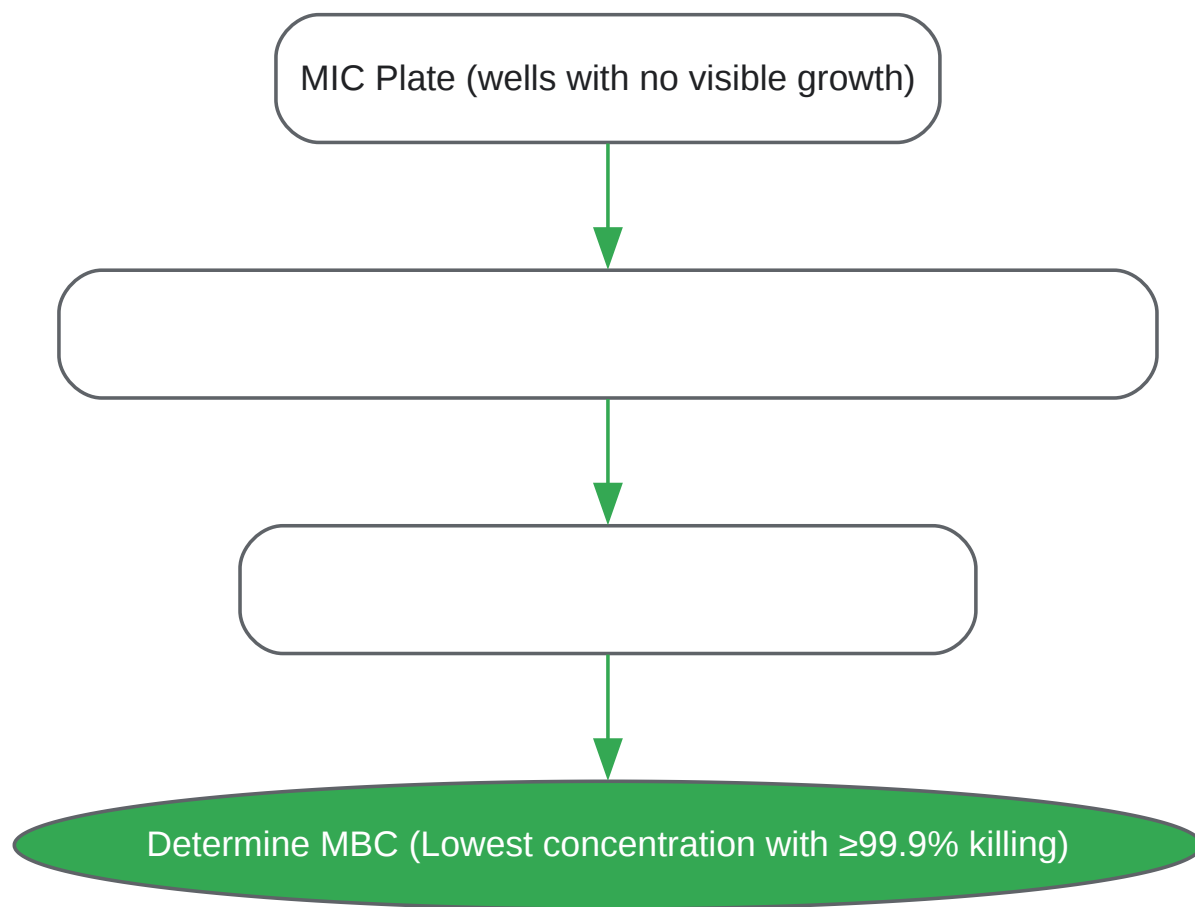 MIC Plate (wells with no visible growth)
Determine MBC (Lowest concentration with ≥99.9% killing)